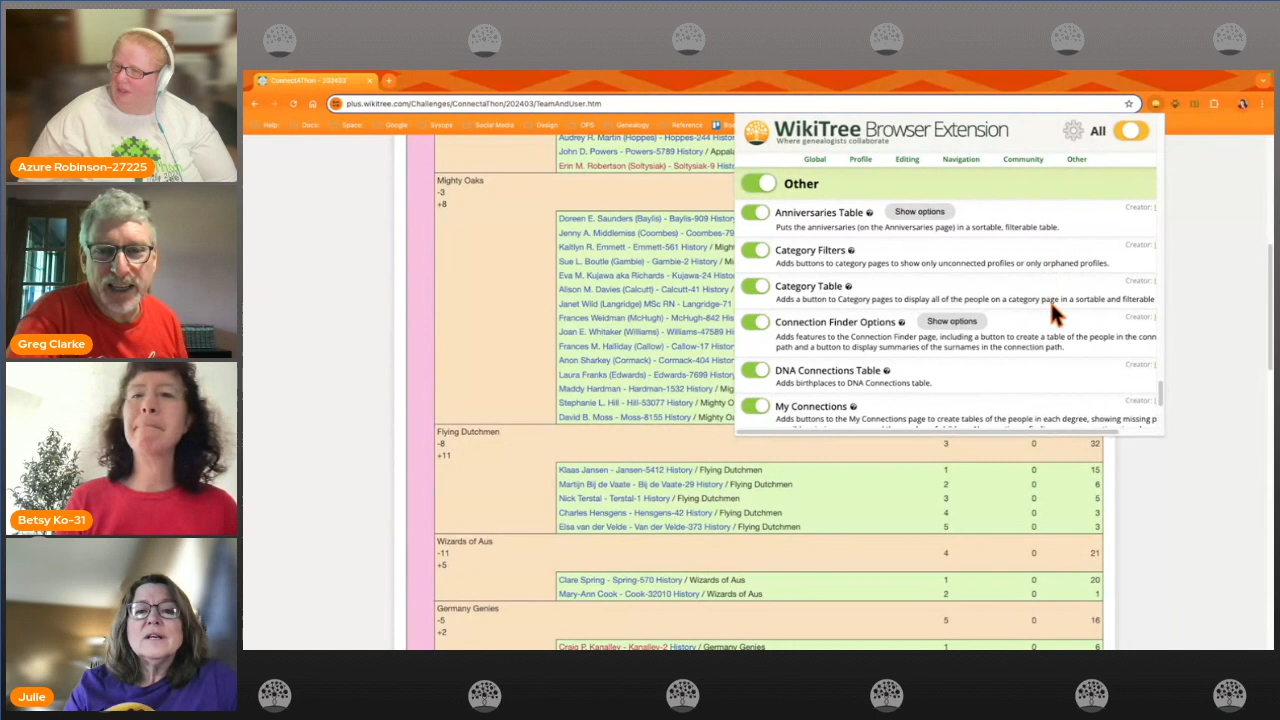 Azure Robinson-27225
Greg Clarke
Betsy Ko-31
Julie
ConnectAThon - 202403
plus.wikitree.com/Challenges/ConnectaThon/202403/TeamAndUser.htm
Help:
Docs:
Space:
Google
Sysops
Social Media
Design
OPS
Genealogy
Reference
Audrey R. Martin (Hoppes) - Hoppes-244
John D. Powers - Powers-5789 History /
Erin M. Robertson (Soltysiak) - Soltysiak-9
Mighty Oaks
-3
+8
Doreen E. Saunders (Baylis) - Baylis-909 History
Jenny A. Middlemiss (Coombes) -
Kaitlyn R. Emmett - Emmett-561 History /
Sue L. Boutle (Gambie) - Gambie-2 History /
Eva M. Kujawa aka Richards - Kujawa-24
Alison M. Davies (Calcutt) - Calcutt-41 History /
Janet Wild (Langridge) MSc RN - Langridge-71
Frances Weidman (McHugh) - McHugh-842
Joan E. Whitaker (Williams) - Williams-47589
Frances M. Halliday (Callow) - Callow-17 History /
Anon Sharkey (Cormack) - Cormack-404
Laura Franks (Edwards) - Edwards-7699
Maddy Hardman - Hardman-1532 History /
Stephanie L. Hill - Hill-53077 History /
David B. Moss - Moss-8155 History /
Flying Dutchmen 3 0 32
-8
+11
Klaas Jansen - Jansen-5412 History / Flying Dutchmen 1 0 15
Martijn Bij de Vaate - Bij de Vaate-29 History / Flying Dutchmen 2 0 6
Nick Terstal - Terstal-1 History / Flying Dutchmen 3 0 5
Charles Hensgens - Hensgens-42 History / Flying Dutchmen 4 0 3
Elsa van der Velde - Van der Velde-373 History / Flying Dutchmen 5 0 3
Wizards of Aus 4 0 21
-11
+5
Clare Spring - Spring-570 History / Wizards of Aus 1 0 20
Mary-Ann Cook - Cook-32010 History / Wizards of Aus 2 0 1
Germany Genies 5 0 16
-5
+2
Craig P. Kanalley - Kanalley-2 History / Germany Genies 1 0 6
WikiTree Browser Extension
Where genealogists collaborate
All
Global
Profile
Editing
Navigation
Community
Other
Other
Anniversaries Table
Show options
Creator:
Puts the anniversaries (on the Anniversaries page) in a sortable, filterable table.
Category Filters
Creator:
Adds buttons to category pages to show only unconnected profiles or only orphaned profiles.
Category Table
Creator:
Adds a button to Category pages to display all of the people on a category page in a sortable and filterable
Connection Finder Options
Show options
Creator:
Adds features to the Connection Finder page, including a button to create a table of the people in the conn
path and a button to display summaries of the surnames in the connection path.
DNA Connections Table
Creator:
Adds birthplaces to DNA Connections table.
My Connections
Creator:
Adds buttons to the My Connections page to create tables of the people in each degree, showing missing p